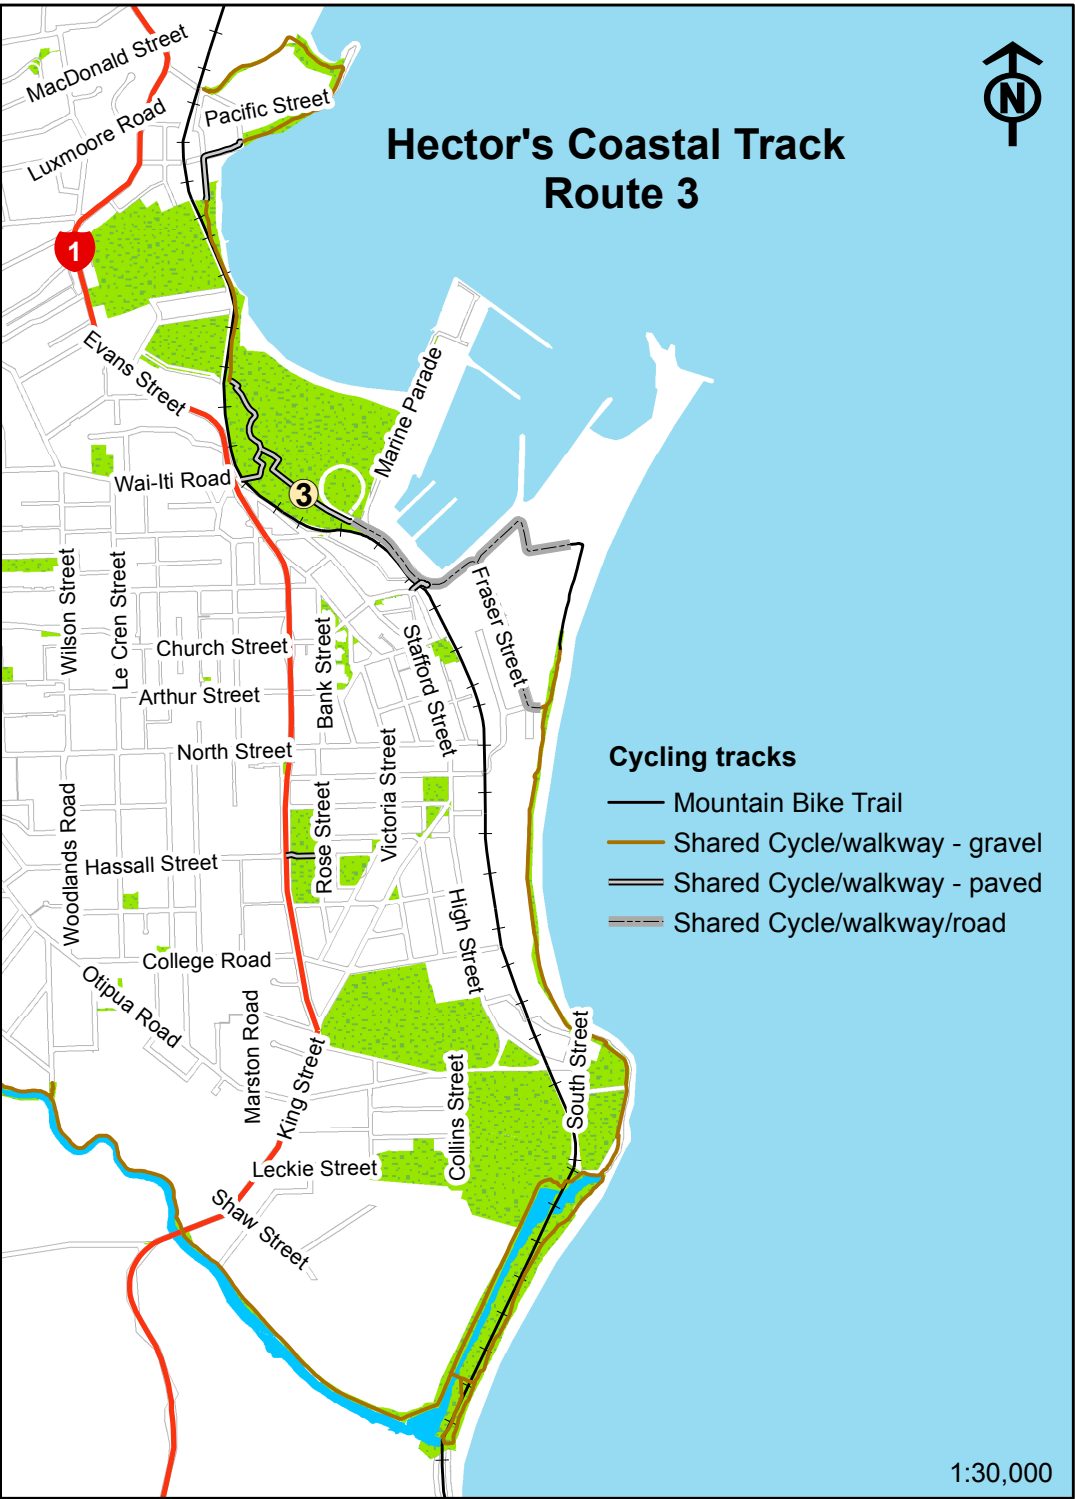 MacDonald Street
Pacific Street
Luxmoore Road
N
Hector's Coastal Track
Route 3
1
Evans Street
Marine Parade
Wai-Iti Road
3
Wilson Street
Le Cren Street
Fraser Street
Church Street
Bank Street
Stafford Street
Arthur Street
North Street
Victoria Street
Cycling tracks
Mountain Bike Trail
Shared Cycle/walkway - gravel
Shared Cycle/walkway - paved
Shared Cycle/walkway/road
Woodlands Road
Rose Street
Hassall Street
High Street
College Road
Otipua Road
Marston Road
King Street
South Street
Collins Street
Leckie Street
Shaw Street
1:30,000